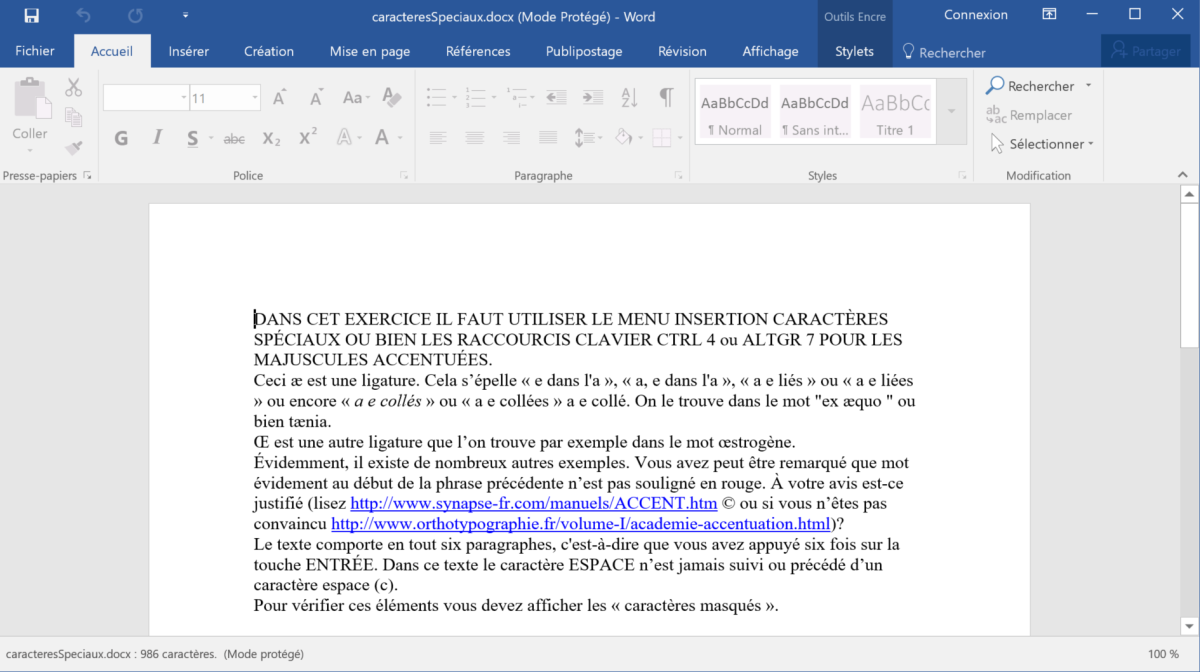 caracteresSpeciaux.docx (Mode Protégé) - Word
Outils Encre
Connexion
Fichier
Accueil
Insérer
Création
Mise en page
Références
Publipostage
Révision
Affichage
Stylets
Rechercher
Partager
Coller
Presse-papiers
11
A A Aa A
G I S abc X₂ X² A A
Police
Paragraphe
AaBbCcDd AaBbCcDd AaBbCc
¶ Normal ¶ Sans int... Titre 1
Styles
Rechercher
Remplacer
Sélectionner
Modification
DANS CET EXERCICE IL FAUT UTILISER LE MENU INSERTION CARACTÈRES
SPÉCIAUX OU BIEN LES RACCOURCIS CLAVIER CTRL 4 ou ALTGR 7 POUR LES
MAJUSCULES ACCENTUÉES.
Ceci æ est une ligature. Cela s’épelle « e dans l'a », « a, e dans l'a », « a e liés » ou « a e liées
» ou encore « a e collés » ou « a e collées » a e collé. On le trouve dans le mot "ex æquo " ou
bien tænia.
Œ est une autre ligature que l’on trouve par exemple dans le mot œstrogène.
Évidemment, il existe de nombreux autres exemples. Vous avez peut être remarqué que mot
évidement au début de la phrase précédente n’est pas souligné en rouge. À votre avis est-ce
justifié (lisez http://www.synapse-fr.com/manuels/ACCENT.htm © ou si vous n’êtes pas
convaincu http://www.orthotypographie.fr/volume-I/academie-accentuation.html)?
Le texte comporte en tout six paragraphes, c'est-à-dire que vous avez appuyé six fois sur la
touche ENTRÉE. Dans ce texte le caractère ESPACE n’est jamais suivi ou précédé d’un
caractère espace (c).
Pour vérifier ces éléments vous devez afficher les « caractères masqués ».
caracteresSpeciaux.docx : 986 caractères. (Mode protégé)
100 %